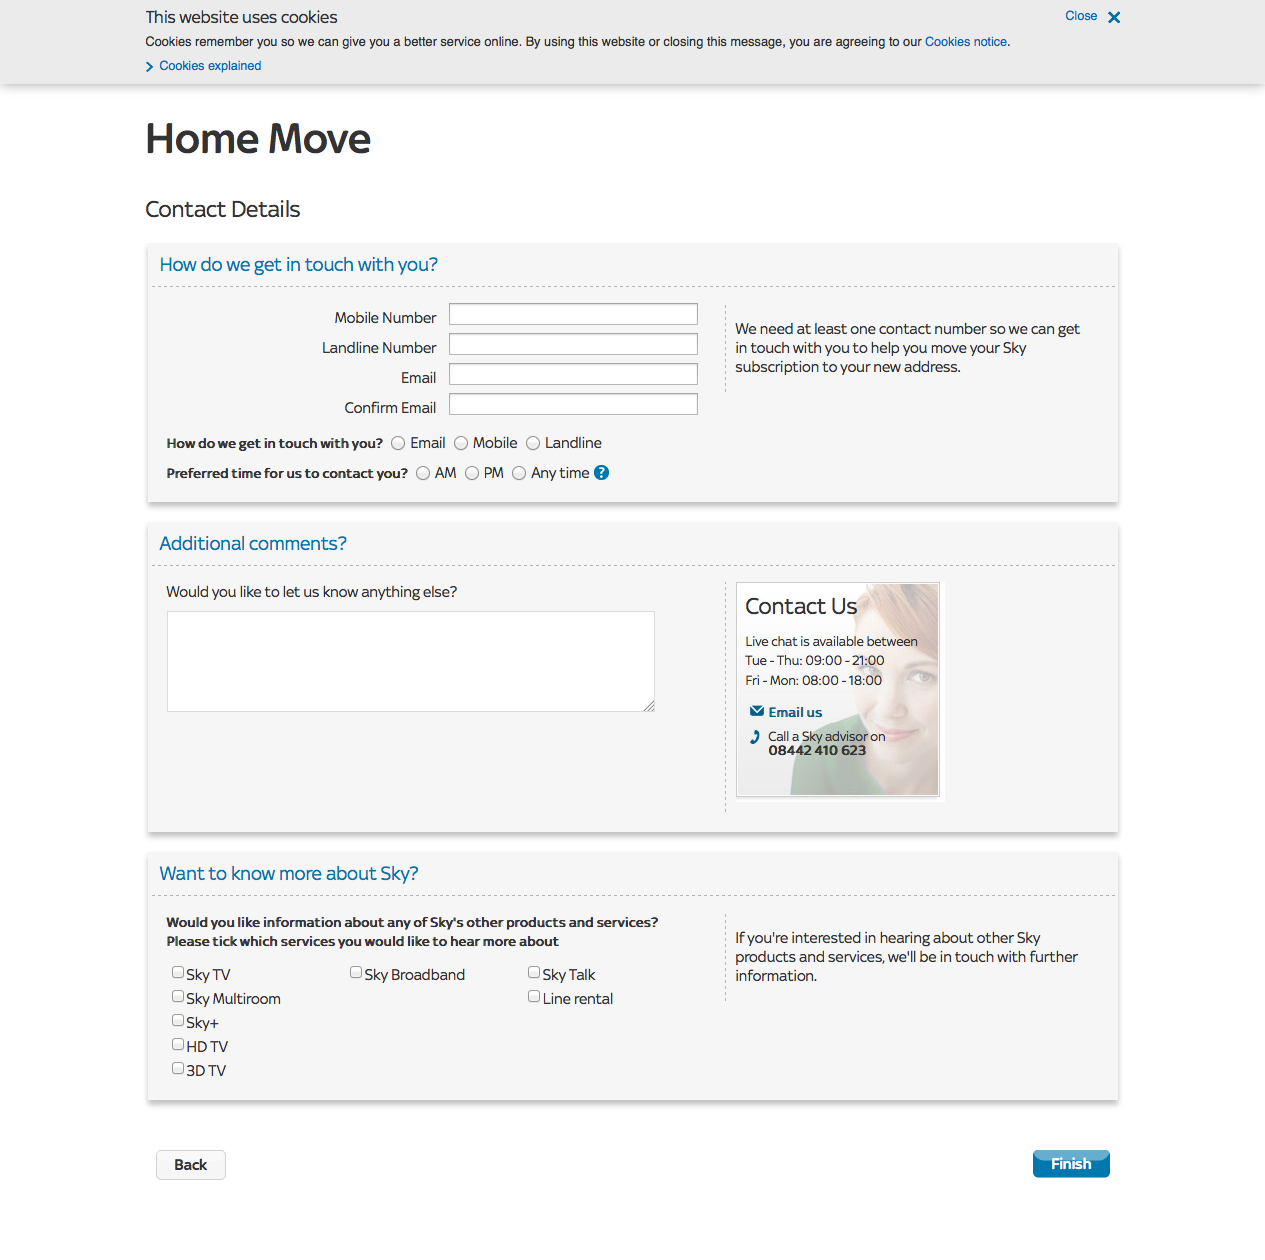 This website uses cookies
Close
Cookies remember you so we can give you a better service online. By using this website or closing this message, you are agreeing to our Cookies notice.
Cookies explained
Home Move
Contact Details
How do we get in touch with you?
Mobile Number
Landline Number
Email
Confirm Email
We need at least one contact number so we can get
in touch with you to help you move your Sky
subscription to your new address.
How do we get in touch with you? Email Mobile Landline
Preferred time for us to contact you? AM PM Any time ?
Additional comments?
Would you like to let us know anything else?
Contact Us
Live chat is available between
Tue - Thu: 09:00 - 21:00
Fri - Mon: 08:00 - 18:00
Email us
Call a Sky advisor on
08442 410 623
Want to know more about Sky?
Would you like information about any of Sky's other products and services?
Please tick which services you would like to hear more about
Sky TV Sky Broadband Sky Talk
Sky Multiroom Line rental
Sky+
HD TV
3D TV
If you're interested in hearing about other Sky
products and services, we'll be in touch with further
information.
Back
Finish